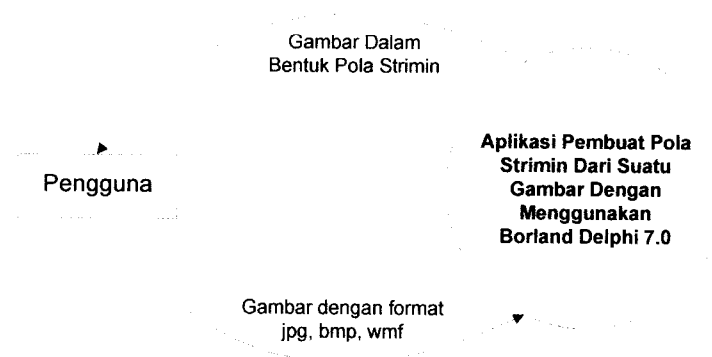 Gambar Dalam
Bentuk Pola Strimin
Aplikasi Pembuat Pola
Strimin Dari Suatu
Gambar Dengan
Menggunakan
Borland Delphi 7.0
Pengguna
Gambar dengan format
jpg, bmp, wmf